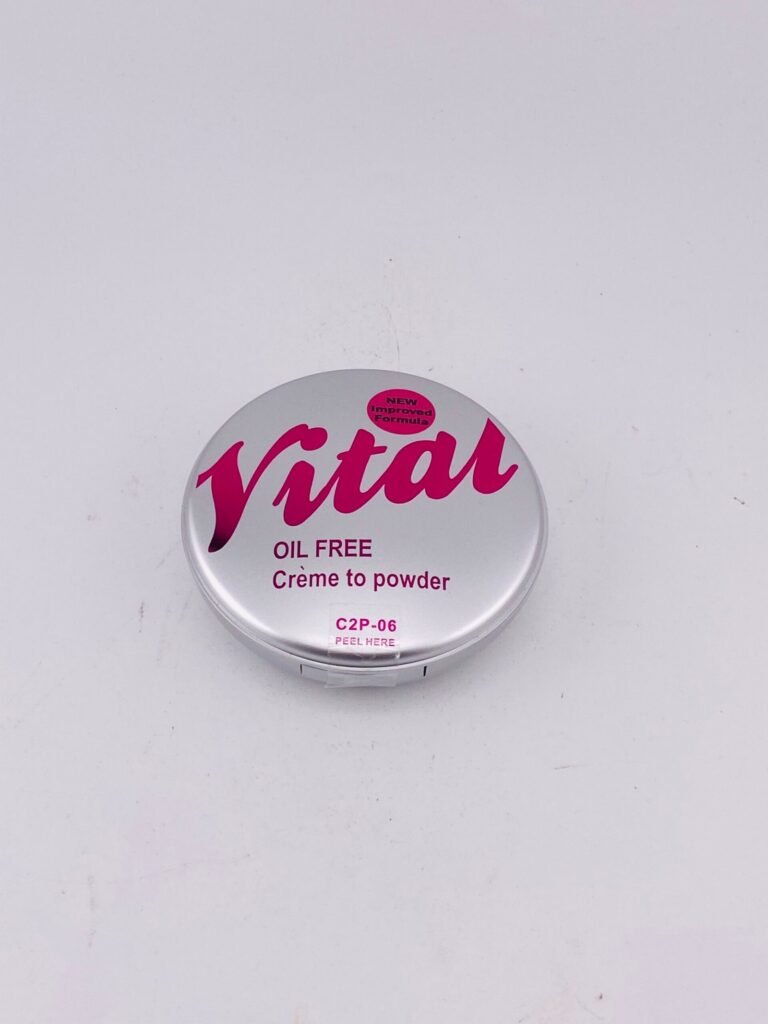 NEW
Improved
Formula
Vital
OIL FREE
Crème to powder
C2P-06
PEEL HERE